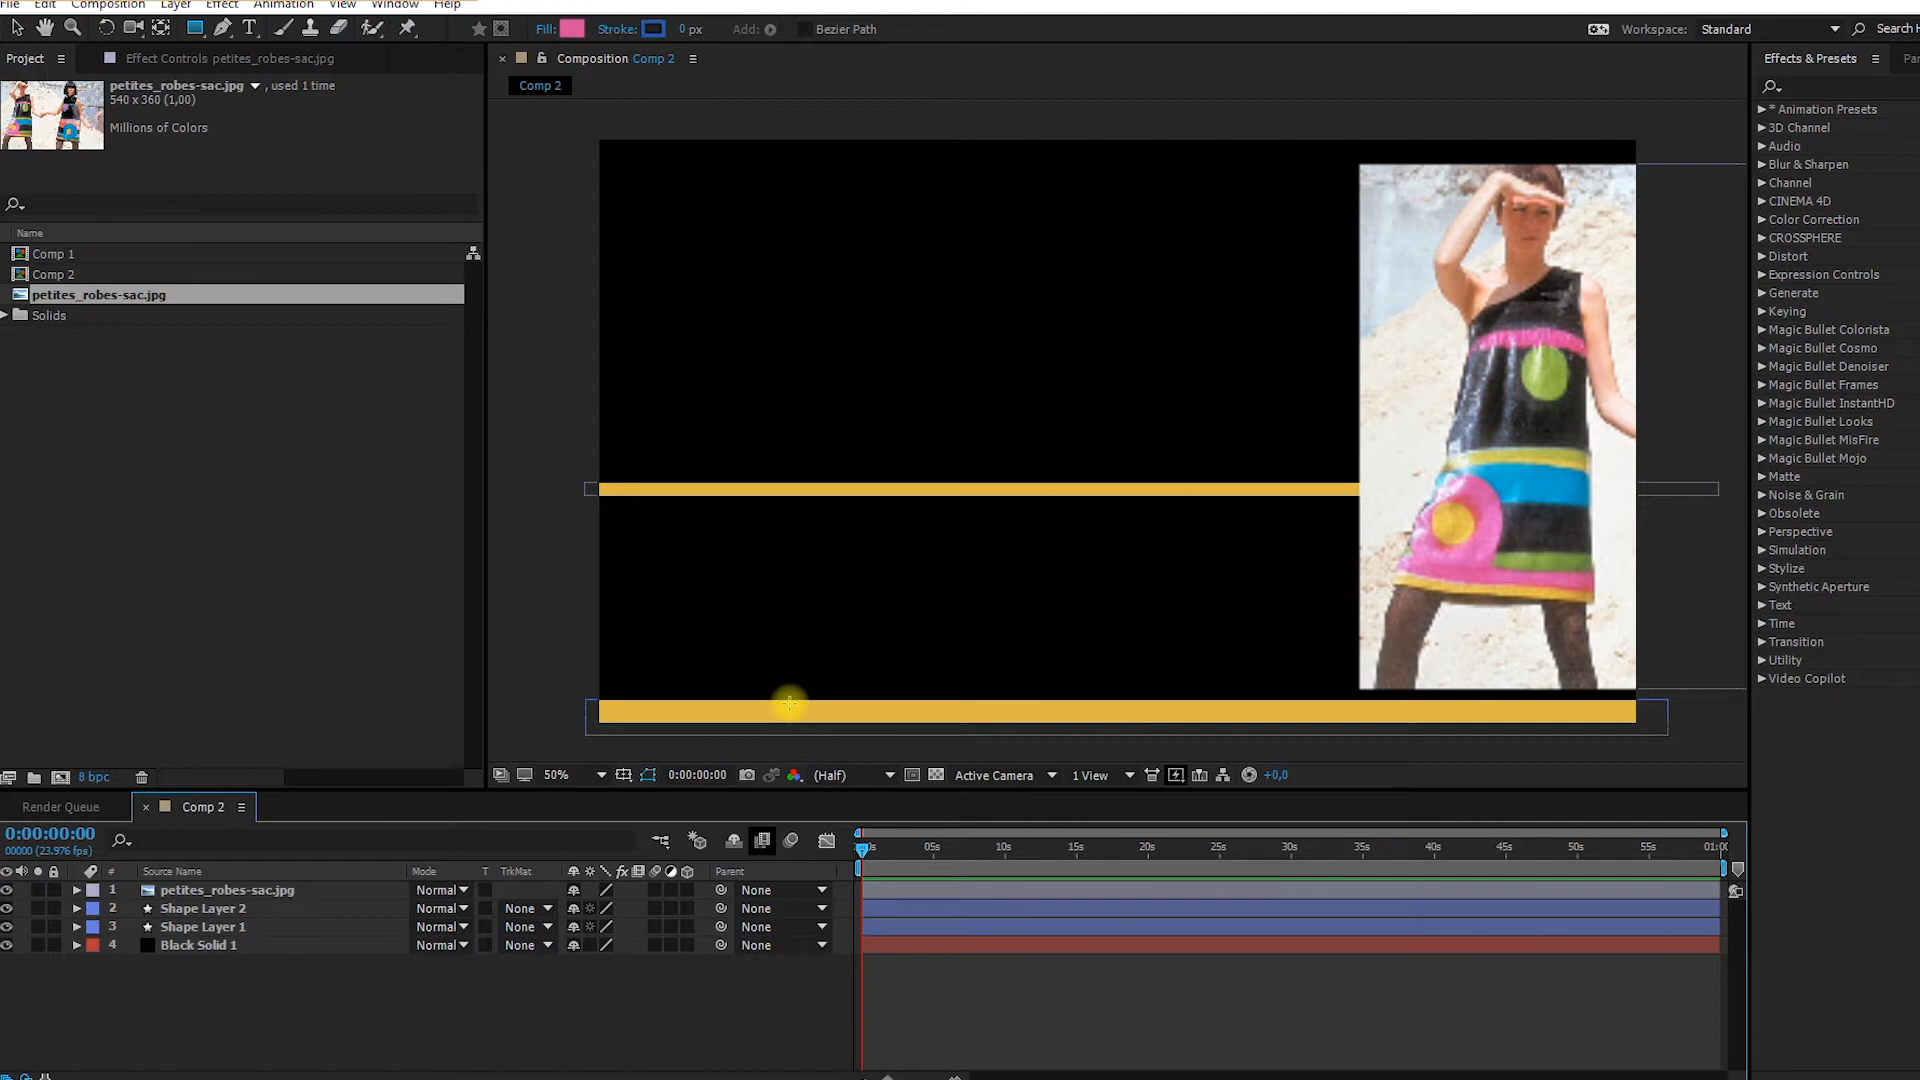 File Edit Composition Layer Effect Animation View Window Help
Fill: Stroke: 0 px Add: Bezier Path Workspace: Standard Search H
Project Effect Controls petites_robes-sac.jpg Composition Comp 2 Effects & Presets Par
petites_robes-sac.jpg , used 1 time
540 x 360 (1,00)
Millions of Colors
Comp 2
Name
Comp 1
Comp 2
petites_robes-sac.jpg
Solids
* Animation Presets
3D Channel
Audio
Blur & Sharpen
Channel
CINEMA 4D
Color Correction
CROSSPHERE
Distort
Expression Controls
Generate
Keying
Magic Bullet Colorista
Magic Bullet Cosmo
Magic Bullet Denoiser
Magic Bullet Frames
Magic Bullet InstantHD
Magic Bullet Looks
Magic Bullet MisFire
Magic Bullet Mojo
Matte
Noise & Grain
Obsolete
Perspective
Simulation
Stylize
Synthetic Aperture
Text
Time
Transition
Utility
Video Copilot
8 bpc 50% 0:00:00:00 (Half) Active Camera 1 View +0,0
Render Queue Comp 2
0:00:00:00
00000 (23.976 fps)
0s 05s 10s 15s 20s 25s 30s 35s 40s 45s 50s 55s 01:00
# Source Name Mode T TrkMat fx Parent
1 petites_robes-sac.jpg Normal None
2 Shape Layer 2 Normal None None
3 Shape Layer 1 Normal None None
4 Black Solid 1 Normal None None